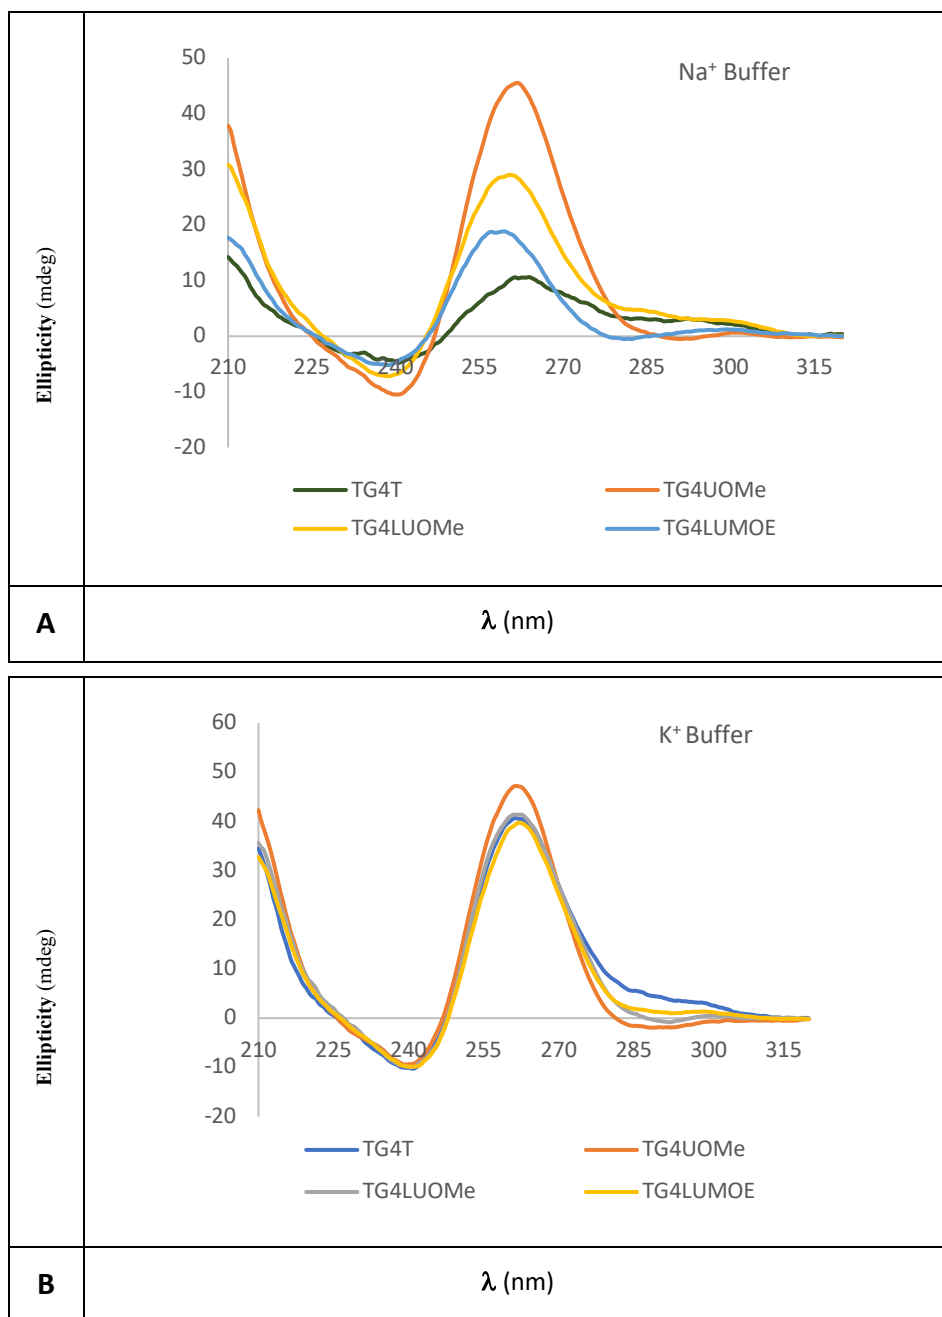 50
Na⁺ Buffer
40
30
20
10
0
210 225 240 255 270 285 300 315
-10
-20
Ellipticity (mdeg)
TG4T TG4UOMe
TG4LUOMe TG4LUMOE
A λ (nm)
60
K⁺ Buffer
50
40
30
20
10
0
210 225 240 255 270 285 300 315
-10
-20
Ellipticity (mdeg)
TG4T TG4UOMe
TG4LUOMe TG4LUMOE
B λ (nm)